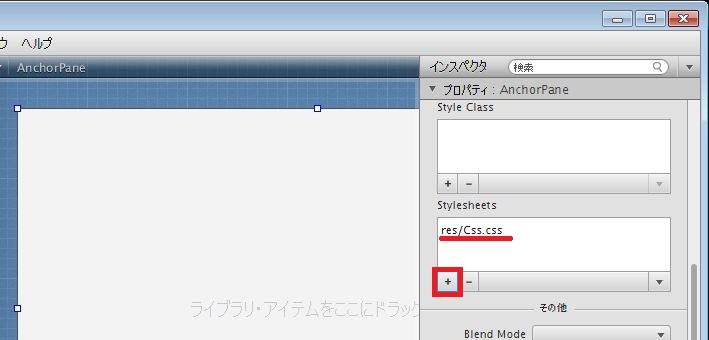 ウ ヘルプ
AnchorPane
インスペクタ
検索
プロパティ : AnchorPane
Style Class
+ −
Stylesheets
res/Css.css
+ −
ライブラリ・アイテムをここにドラッグ
その他
Blend Mode